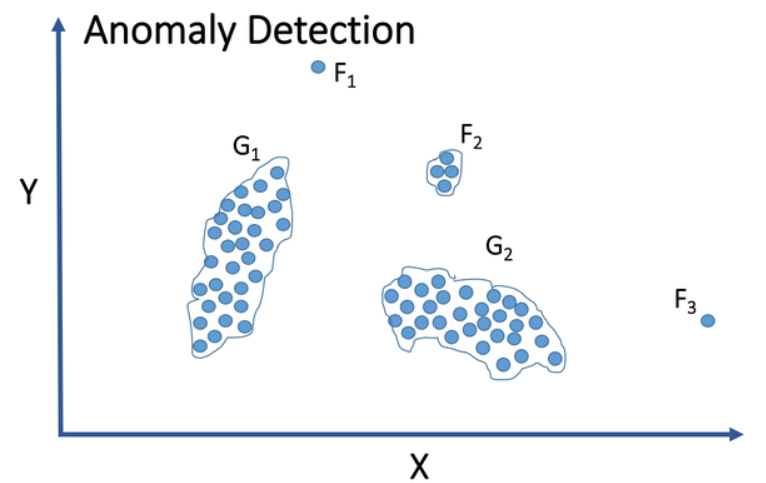 Anomaly Detection
F₁
G₁
F₂
Y
G₂
F₃
X